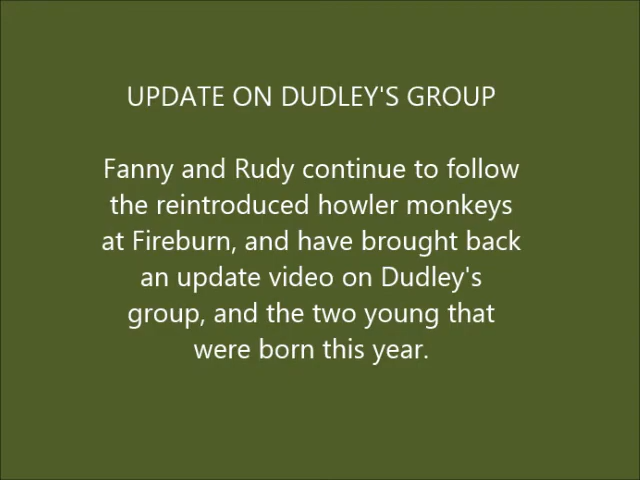 UPDATE ON DUDLEY'S GROUP
Fanny and Rudy continue to follow
the reintroduced howler monkeys
at Fireburn, and have brought back
an update video on Dudley's
group, and the two young that
were born this year.